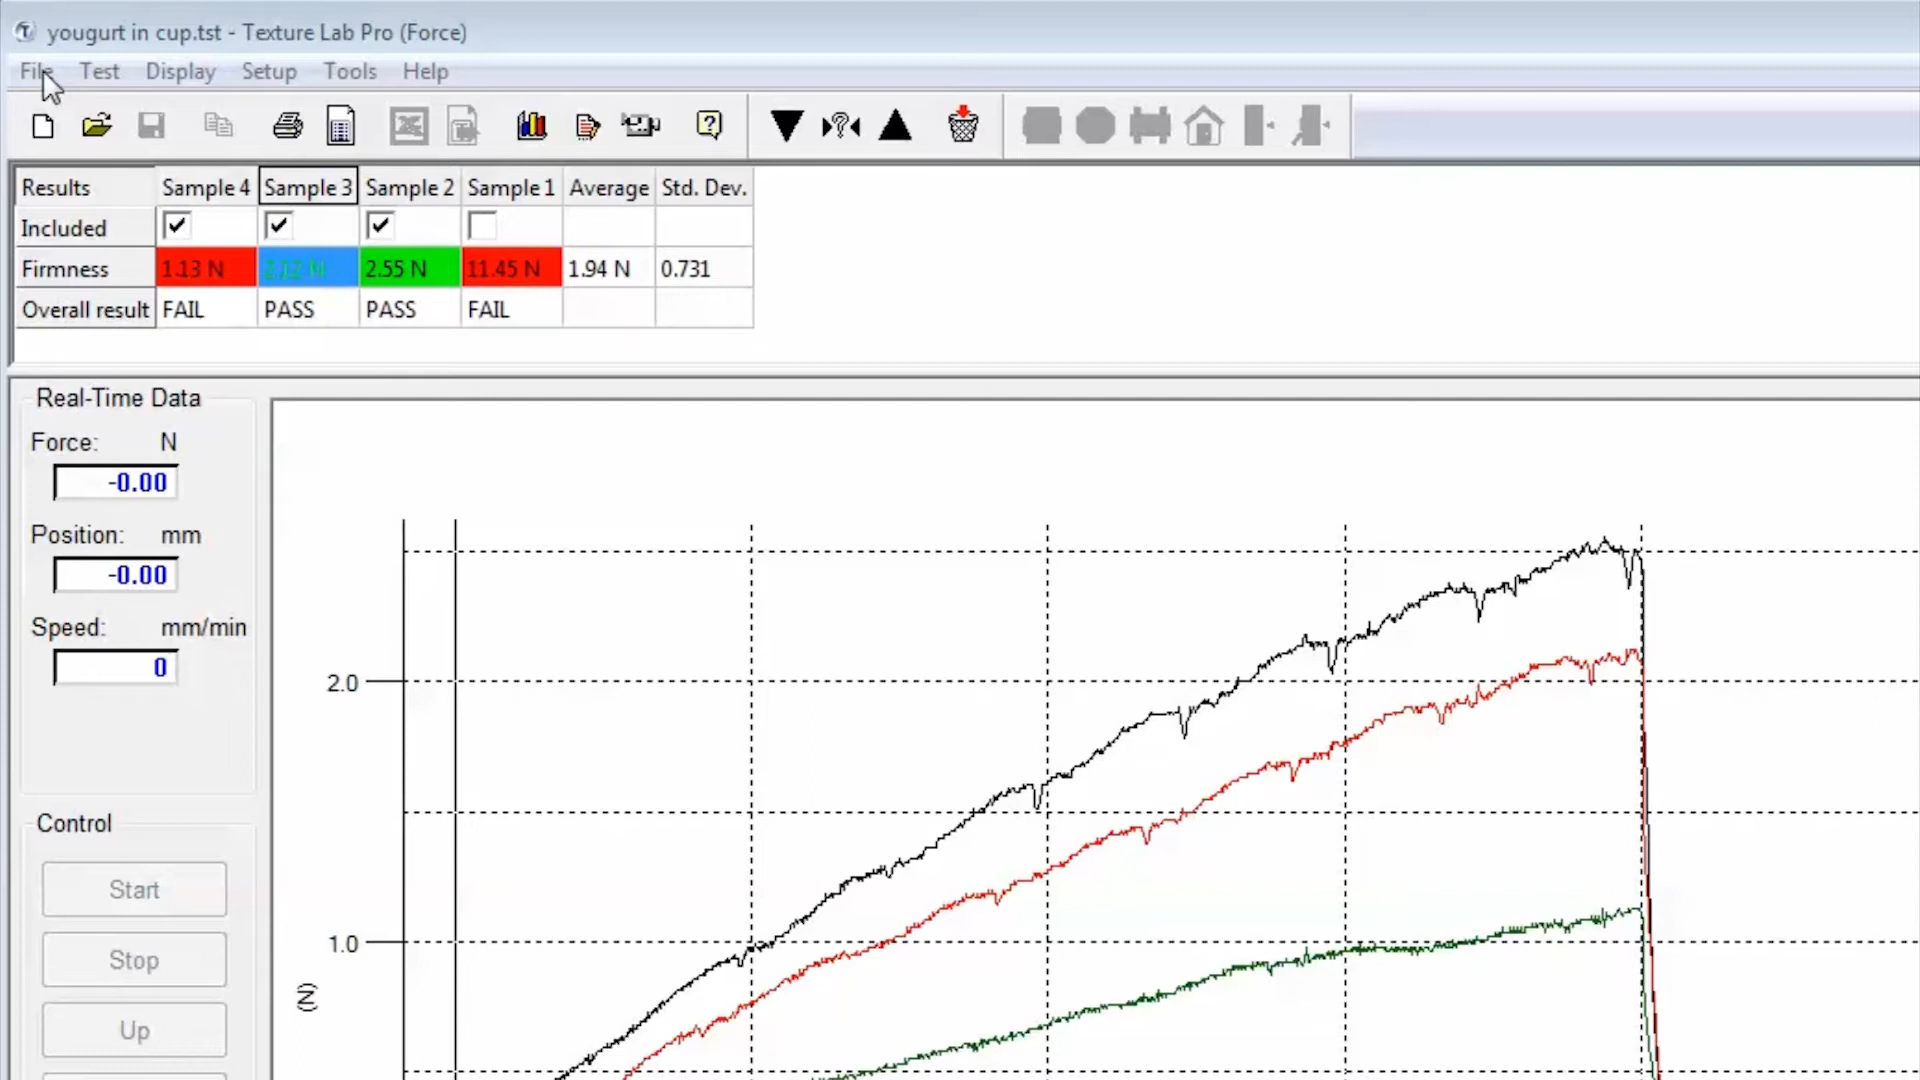 yougurt in cup.tst - Texture Lab Pro (Force)
File Test Display Setup Tools Help
Results Sample 4 Sample 3 Sample 2 Sample 1 Average Std. Dev.
Included
Firmness 1.13 N 2.12 N 2.55 N 11.45 N 1.94 N 0.731
Overall result FAIL PASS PASS FAIL
Real-Time Data
Force: N
-0.00
Position: mm
-0.00
Speed: mm/min
0
Control
Start
Stop
Up
2.0
1.0
(N)